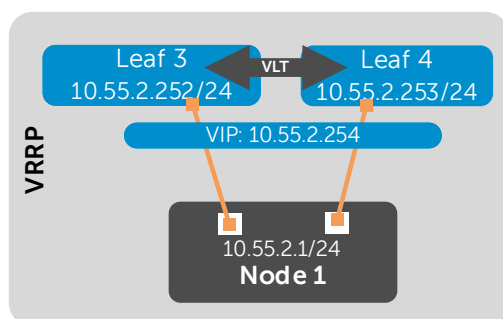 Leaf 3
10.55.2.252/24
VLT
Leaf 4
10.55.2.253/24
VIP: 10.55.2.254
VRRP
10.55.2.1/24
Node 1